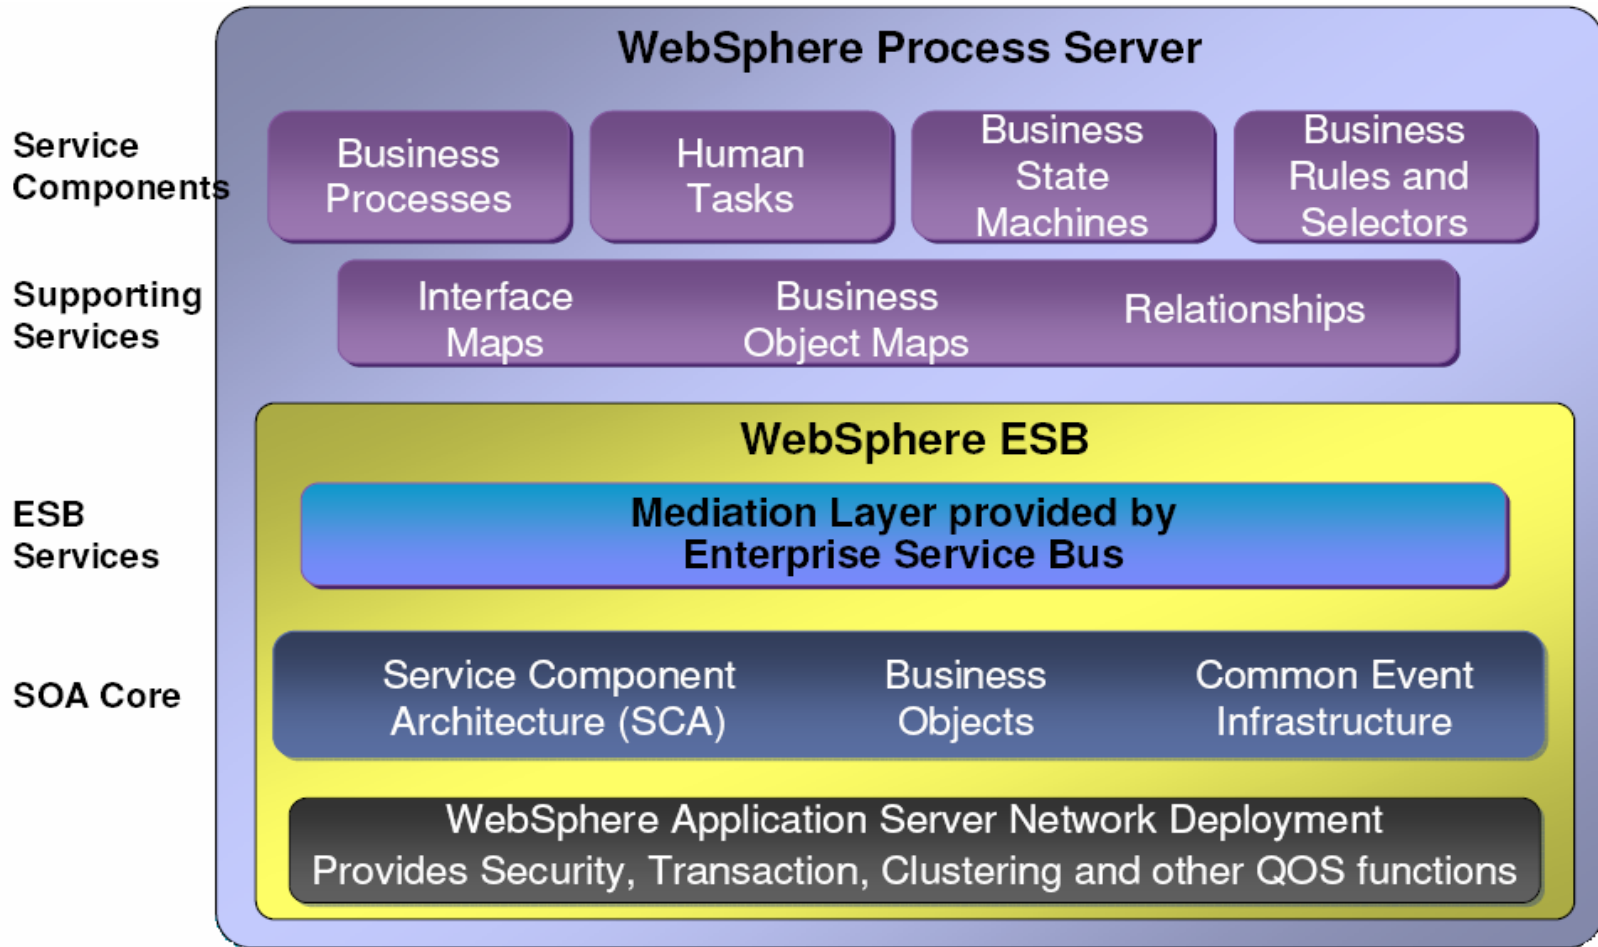 WebSphere Process Server
Service
Components
Business
Processes
Human
Tasks
Business
State
Machines
Business
Rules and
Selectors
Supporting
Services
Interface
Maps
Business
Object Maps
Relationships
WebSphere ESB
ESB
Services
Mediation Layer provided by
Enterprise Service Bus
SOA Core
Service Component
Architecture (SCA)
Business
Objects
Common Event
Infrastructure
WebSphere Application Server Network Deployment
Provides Security, Transaction, Clustering and other QOS functions